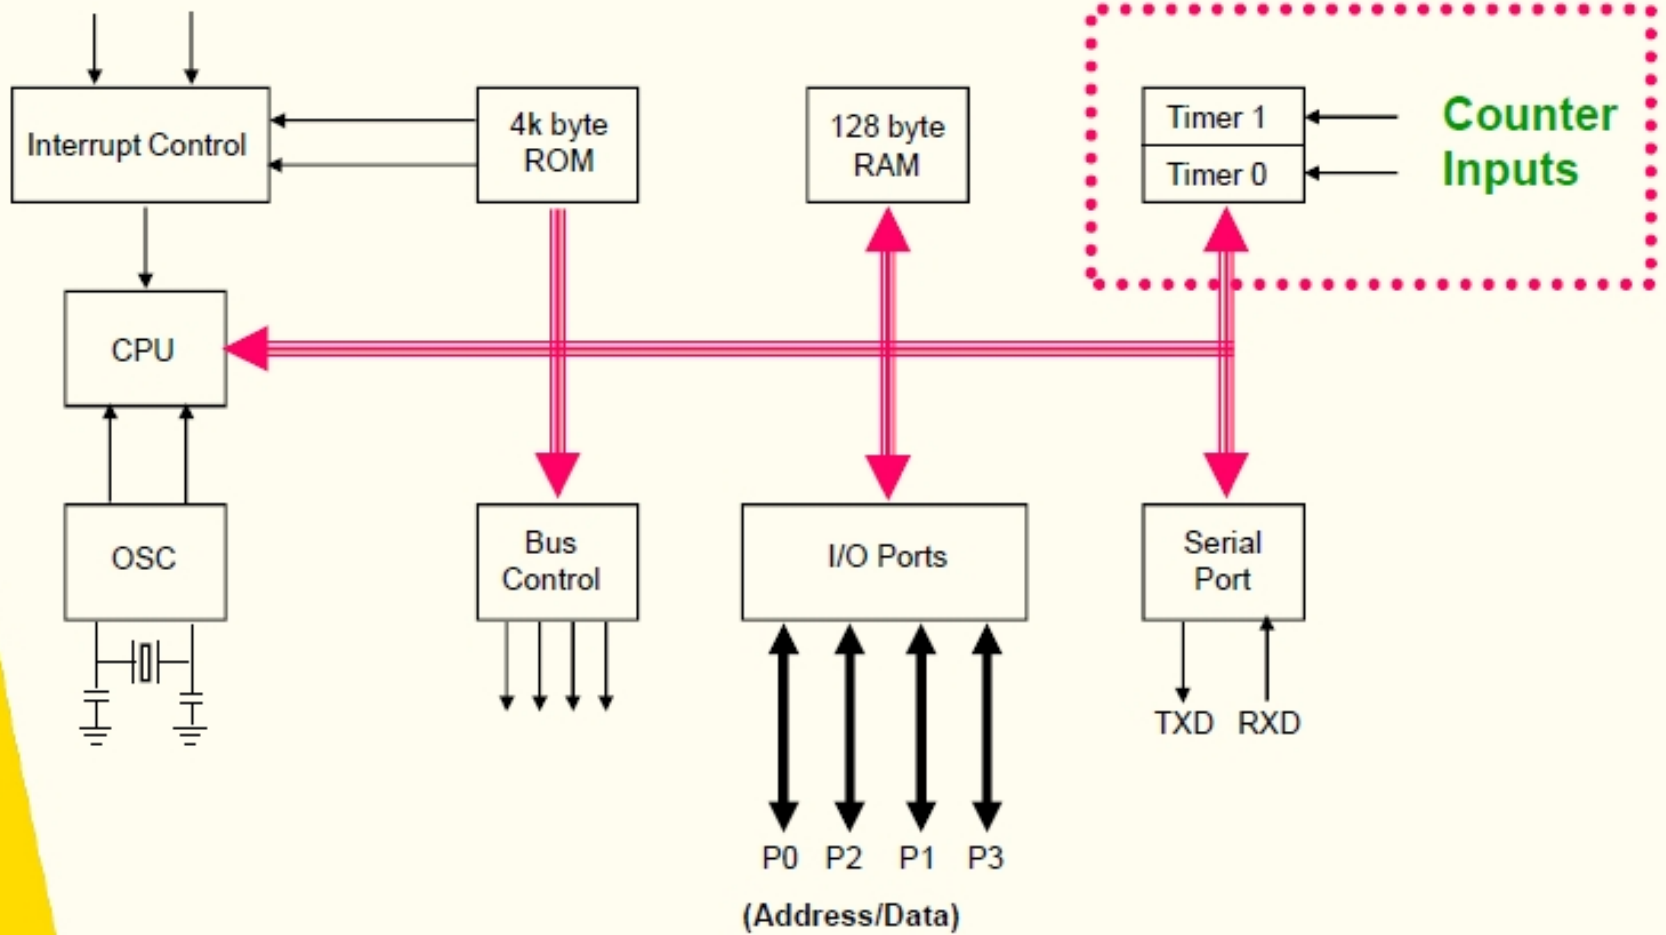 Interrupt Control
4k byte
ROM
128 byte
RAM
Timer 1
Timer 0
Counter
Inputs
CPU
OSC
Bus
Control
I/O Ports
Serial
Port
TXD RXD
P0 P2 P1 P3
(Address/Data)